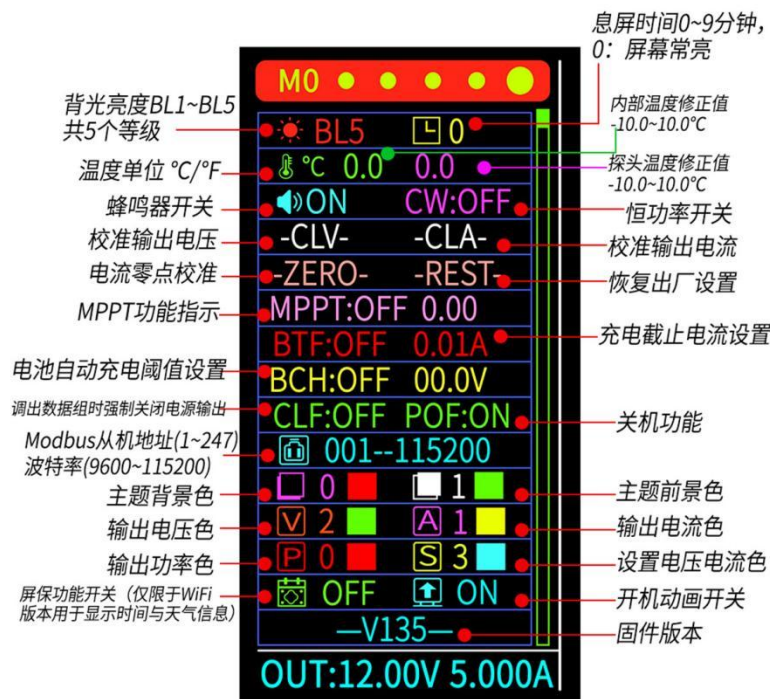 息屏时间0~9分钟，
0：屏幕常亮
M0
背光亮度BL1~BL5
共5个等级
BL5 0
内部温度修正值
-10.0~10.0℃
温度单位 ℃/℉
℃ 0.0 0.0
探头温度修正值
-10.0~10.0℃
蜂鸣器开关
ON CW:OFF
恒功率开关
校准输出电压
-CLV- -CLA-
校准输出电流
电流零点校准
-ZERO- -REST-
恢复出厂设置
MPPT功能指示
MPPT:OFF 0.00
BTF:OFF 0.01A
充电截止电流设置
电池自动充电阈值设置
BCH:OFF 00.0V
调出数据组时强制关闭电源输出
CLF:OFF POF:ON
关机功能
Modbus从机地址(1~247)
波特率(9600~115200)
001--115200
主题背景色
0 1
主题前景色
输出电压色
V 2 A 1
输出电流色
输出功率色
P 0 S 3
设置电压电流色
屏保功能开关（仅限于WiFi
版本用于显示时间与天气信息）
OFF ON
开机动画开关
—V135—
固件版本
OUT:12.00V 5.000A